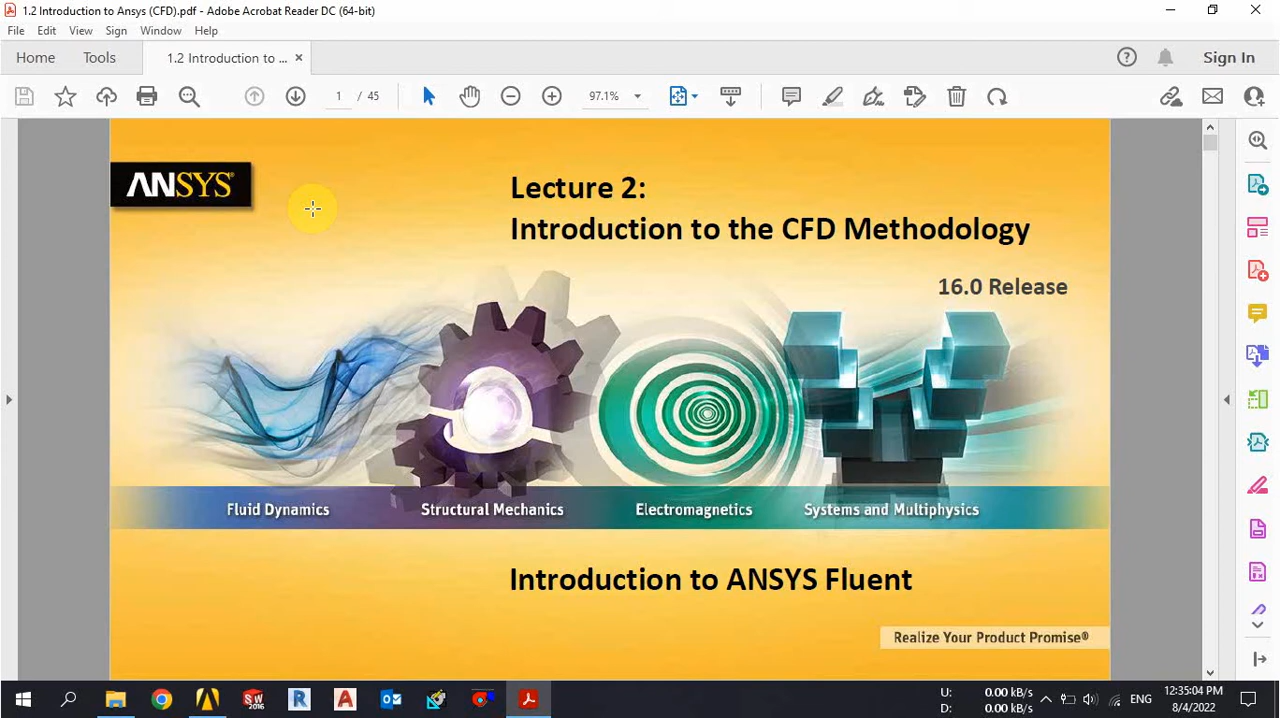 1.2 Introduction to Ansys (CFD).pdf - Adobe Acrobat Reader DC (64-bit)
File Edit View Sign Window Help
Home Tools 1.2 Introduction to ... Sign In
1 / 45 97.1%
ANSYS®
Lecture 2:
Introduction to the CFD Methodology
16.0 Release
Fluid Dynamics Structural Mechanics Electromagnetics Systems and Multiphysics
Introduction to ANSYS Fluent
Realize Your Product Promise®
SW
2016
R
A
U: 0.00 kB/s
D: 0.00 kB/s
ENG
12:35:04 PM
8/4/2022